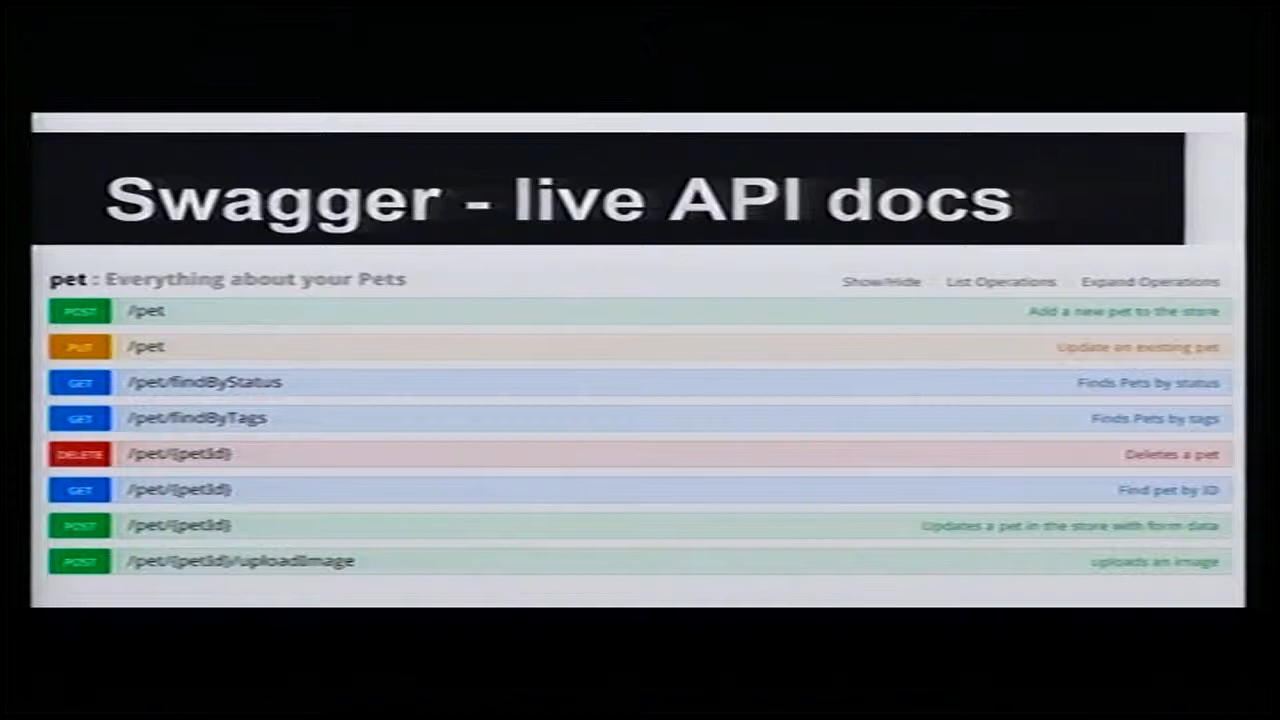 Swagger - live API docs
pet : Everything about your Pets Show/Hide List Operations Expand Operations
POST /pet Add a new pet to the store
PUT /pet Update an existing pet
GET /pet/findByStatus Finds Pets by status
GET /pet/findByTags Finds Pets by tags
DELETE /pet/{petId} Deletes a pet
GET /pet/{petId} Find pet by ID
POST /pet/{petId} Updates a pet in the store with form data
POST /pet/{petId}/uploadImage uploads an image